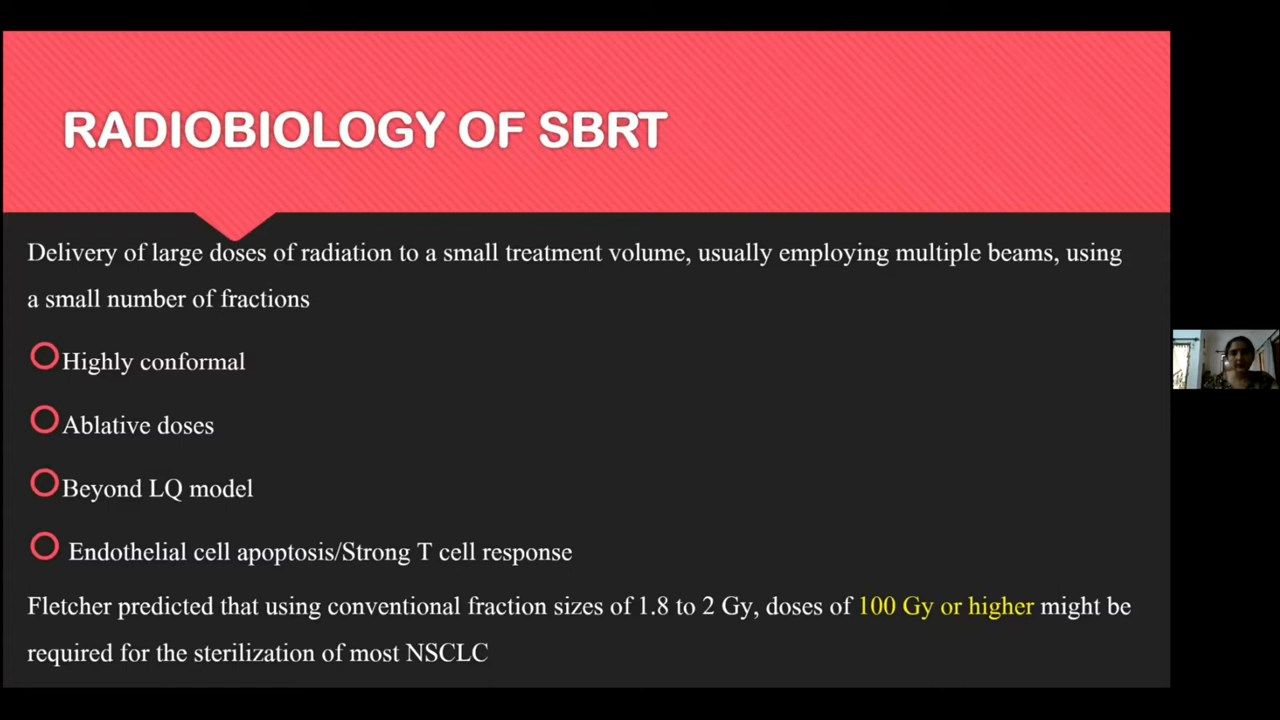 RADIOBIOLOGY OF SBRT
Delivery of large doses of radiation to a small treatment volume, usually employing multiple beams, using
a small number of fractions
Highly conformal
Ablative doses
Beyond LQ model
Endothelial cell apoptosis/Strong T cell response
Fletcher predicted that using conventional fraction sizes of 1.8 to 2 Gy, doses of 100 Gy or higher might be
required for the sterilization of most NSCLC